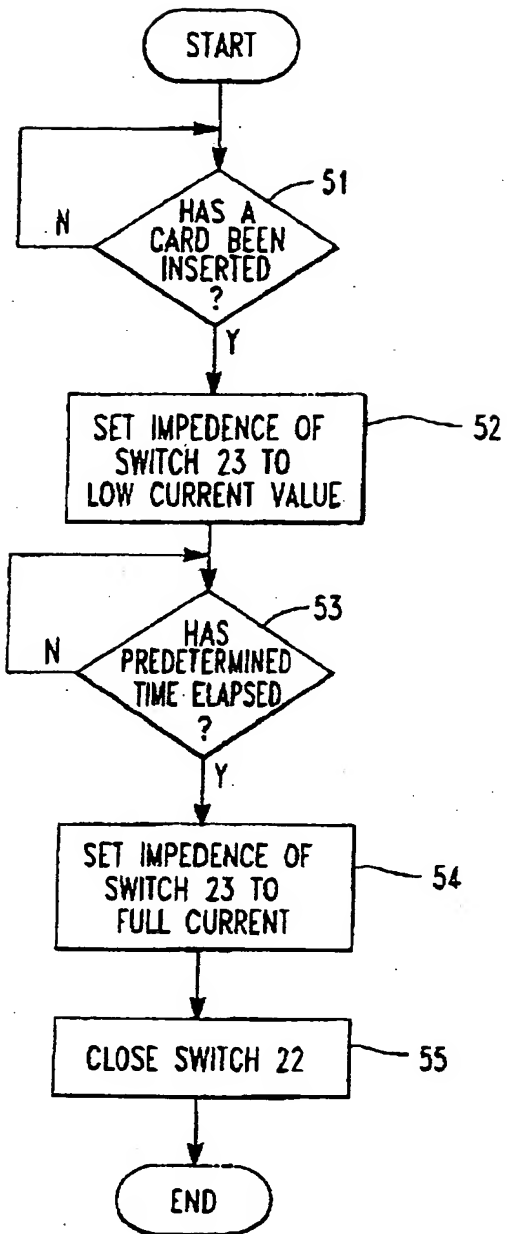 START
51
HAS A
CARD BEEN
INSERTED
?
N
Y
SET IMPEDENCE OF
SWITCH 23 TO
LOW CURRENT VALUE
52
53
HAS
PREDETERMINED
TIME ELAPSED
?
N
Y
SET IMPEDENCE OF
SWITCH 23 TO
FULL CURRENT
54
CLOSE SWITCH 22
55
END